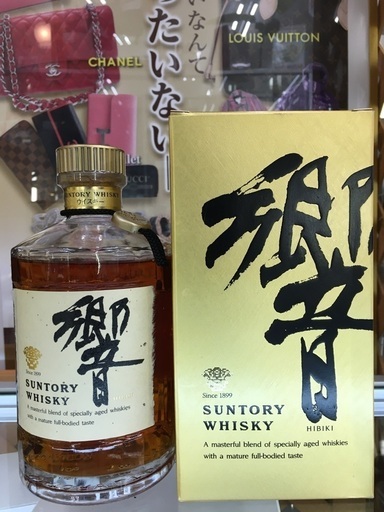 いなんて
ったいない
CHANEL
LOUIS VUITTON
SUNTORY WHISKY
ウイスキー
響
Since 1899
SUNTORY
WHISKY
A masterful blend of specially aged whiskies
with a mature full-bodied taste
響
HIBIKI
Since 1899
SUNTORY
WHISKY
A masterful blend of specially aged whiskies
with a mature full-bodied taste